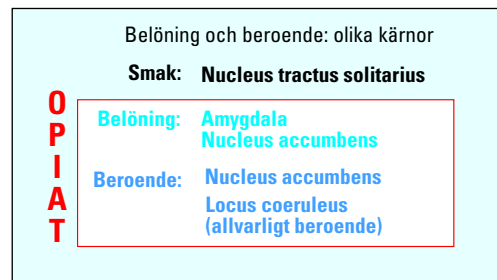 Belöning och beroende: olika kärnor
Smak: Nucleus tractus solitarius
OPIAT
Belöning: Amygdala
Nucleus accumbens
Beroende: Nucleus accumbens
Locus coeruleus
(allvarligt beroende)